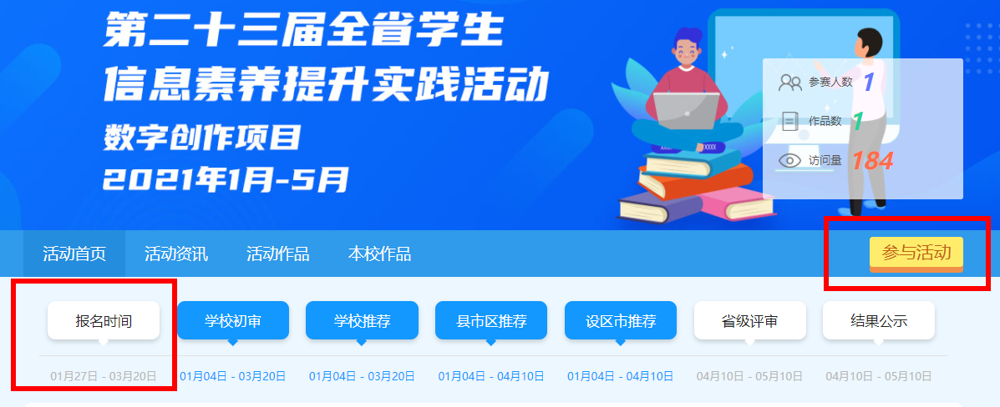 第二十三届全省学生
信息素养提升实践活动
数字创作项目
2021年1月-5月
参赛人数 1
作品数 1
访问量 184
活动首页 活动资讯 活动作品 本校作品 参与活动
报名时间 学校初审 学校推荐 县市区推荐 设区市推荐 省级评审 结果公示
01月27日 - 03月20日 01月04日 - 03月20日 01月04日 - 03月20日 01月04日 - 04月10日 01月04日 - 04月10日 04月10日 - 05月10日 04月10日 - 05月10日